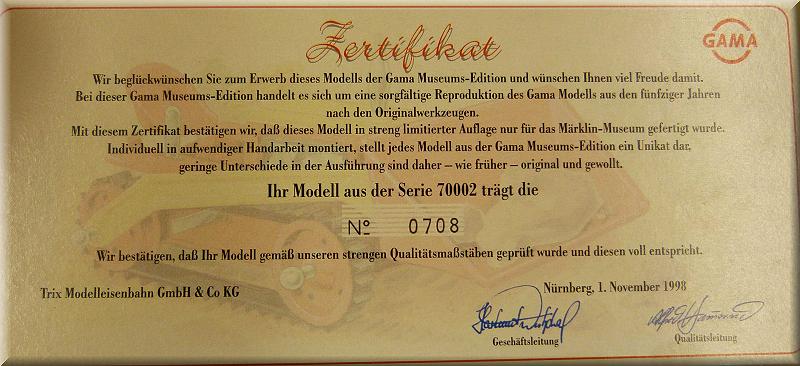 Zertifikat
GAMA
Wir beglückwünschen Sie zum Erwerb dieses Modells der Gama Museums-Edition und wünschen Ihnen viel Freude damit.
Bei dieser Gama Museums-Edition handelt es sich um eine sorgfältige Reproduktion des Gama Modells aus den fünfziger Jahren
nach den Originalwerkzeugen.
Mit diesem Zertifikat bestätigen wir, daß dieses Modell in streng limitierter Auflage nur für das Märklin-Museum gefertigt wurde.
Individuell in aufwendiger Handarbeit montiert, stellt jedes Modell aus der Gama Museums-Edition ein Unikat dar,
geringe Unterschiede in der Ausführung sind daher – wie früher – original und gewollt.
Ihr Modell aus der Serie 70002 trägt die
Nº 0708
Wir bestätigen, daß Ihr Modell gemäß unseren strengen Qualitätsmaßstäben geprüft wurde und diesen voll entspricht.
Trix Modelleisenbahn GmbH & Co KG
Nürnberg, 1. November 1998
Geschäftsleitung
Qualitätsleitung